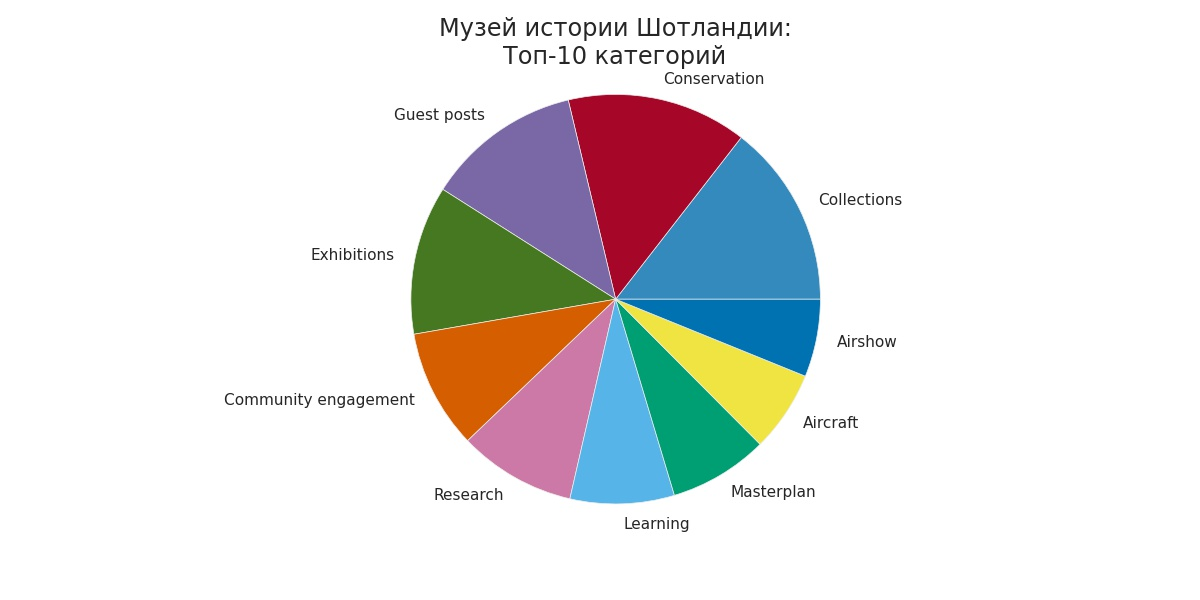 Музей истории Шотландии:
Топ-10 категорий
Conservation
Guest posts
Collections
Exhibitions
Airshow
Community engagement
Aircraft
Research
Masterplan
Learning